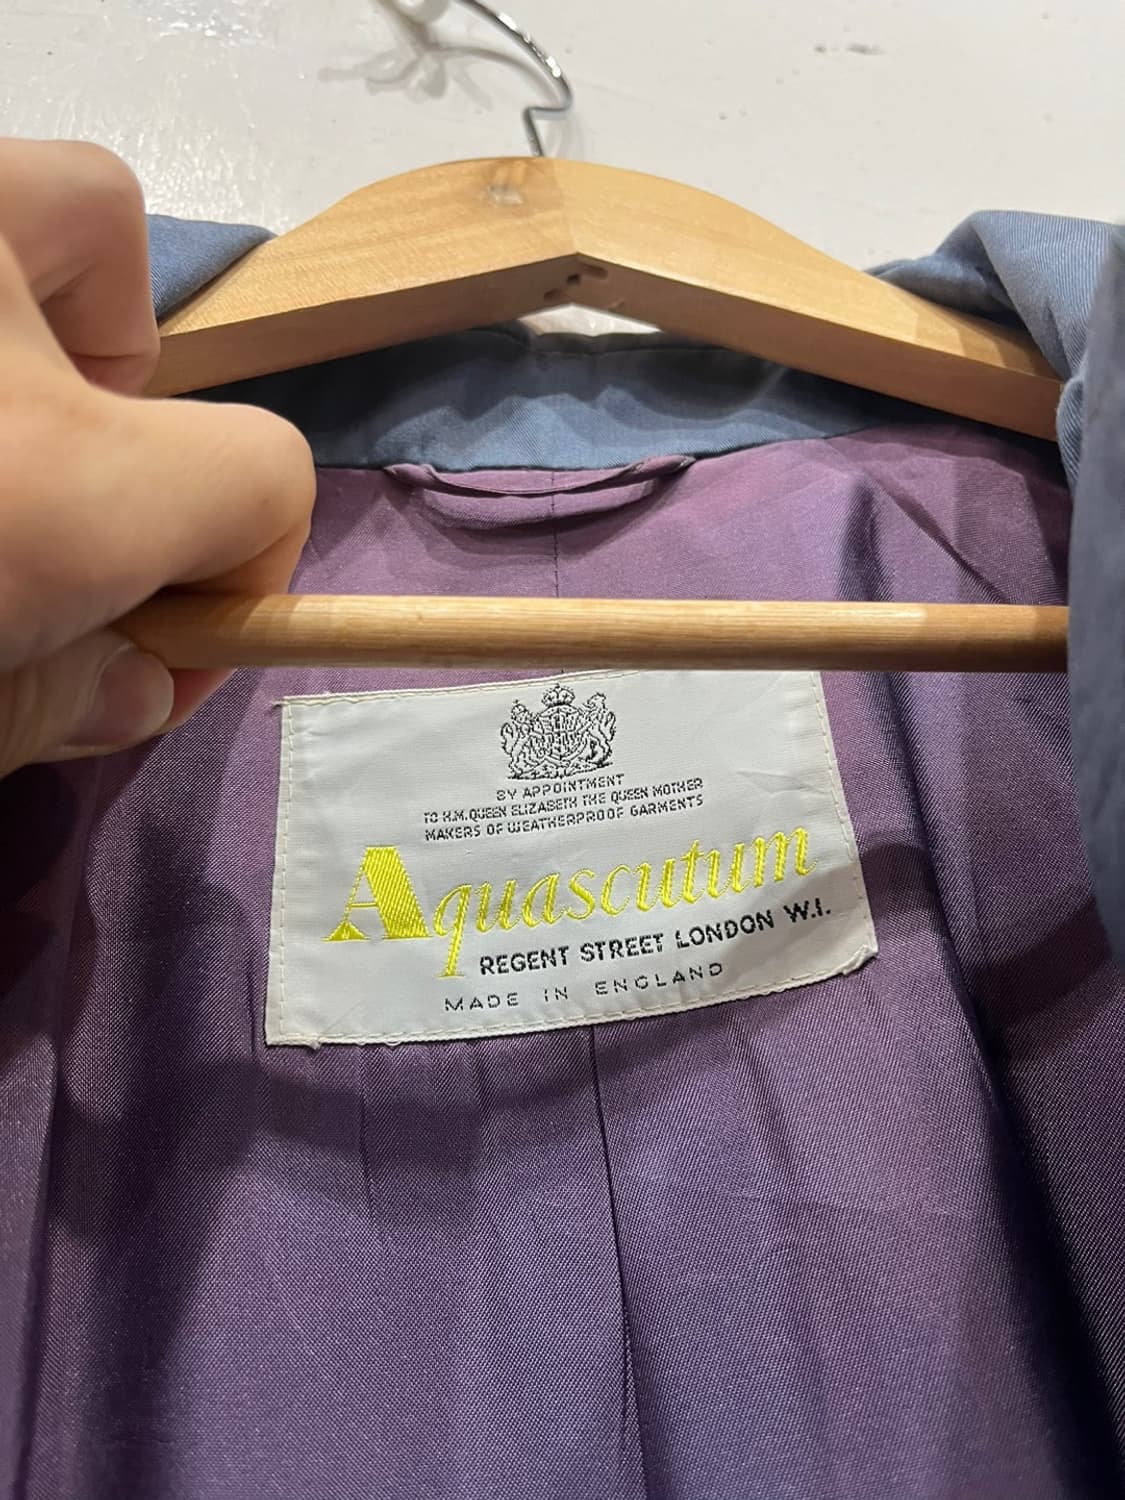 BY APPOINTMENT
TO H.M. QUEEN ELIZABETH THE QUEEN MOTHER
MAKERS OF WEATHERPROOF GARMENTS
Aquascutum
REGENT STREET LONDON W.I.
MADE IN ENGLAND